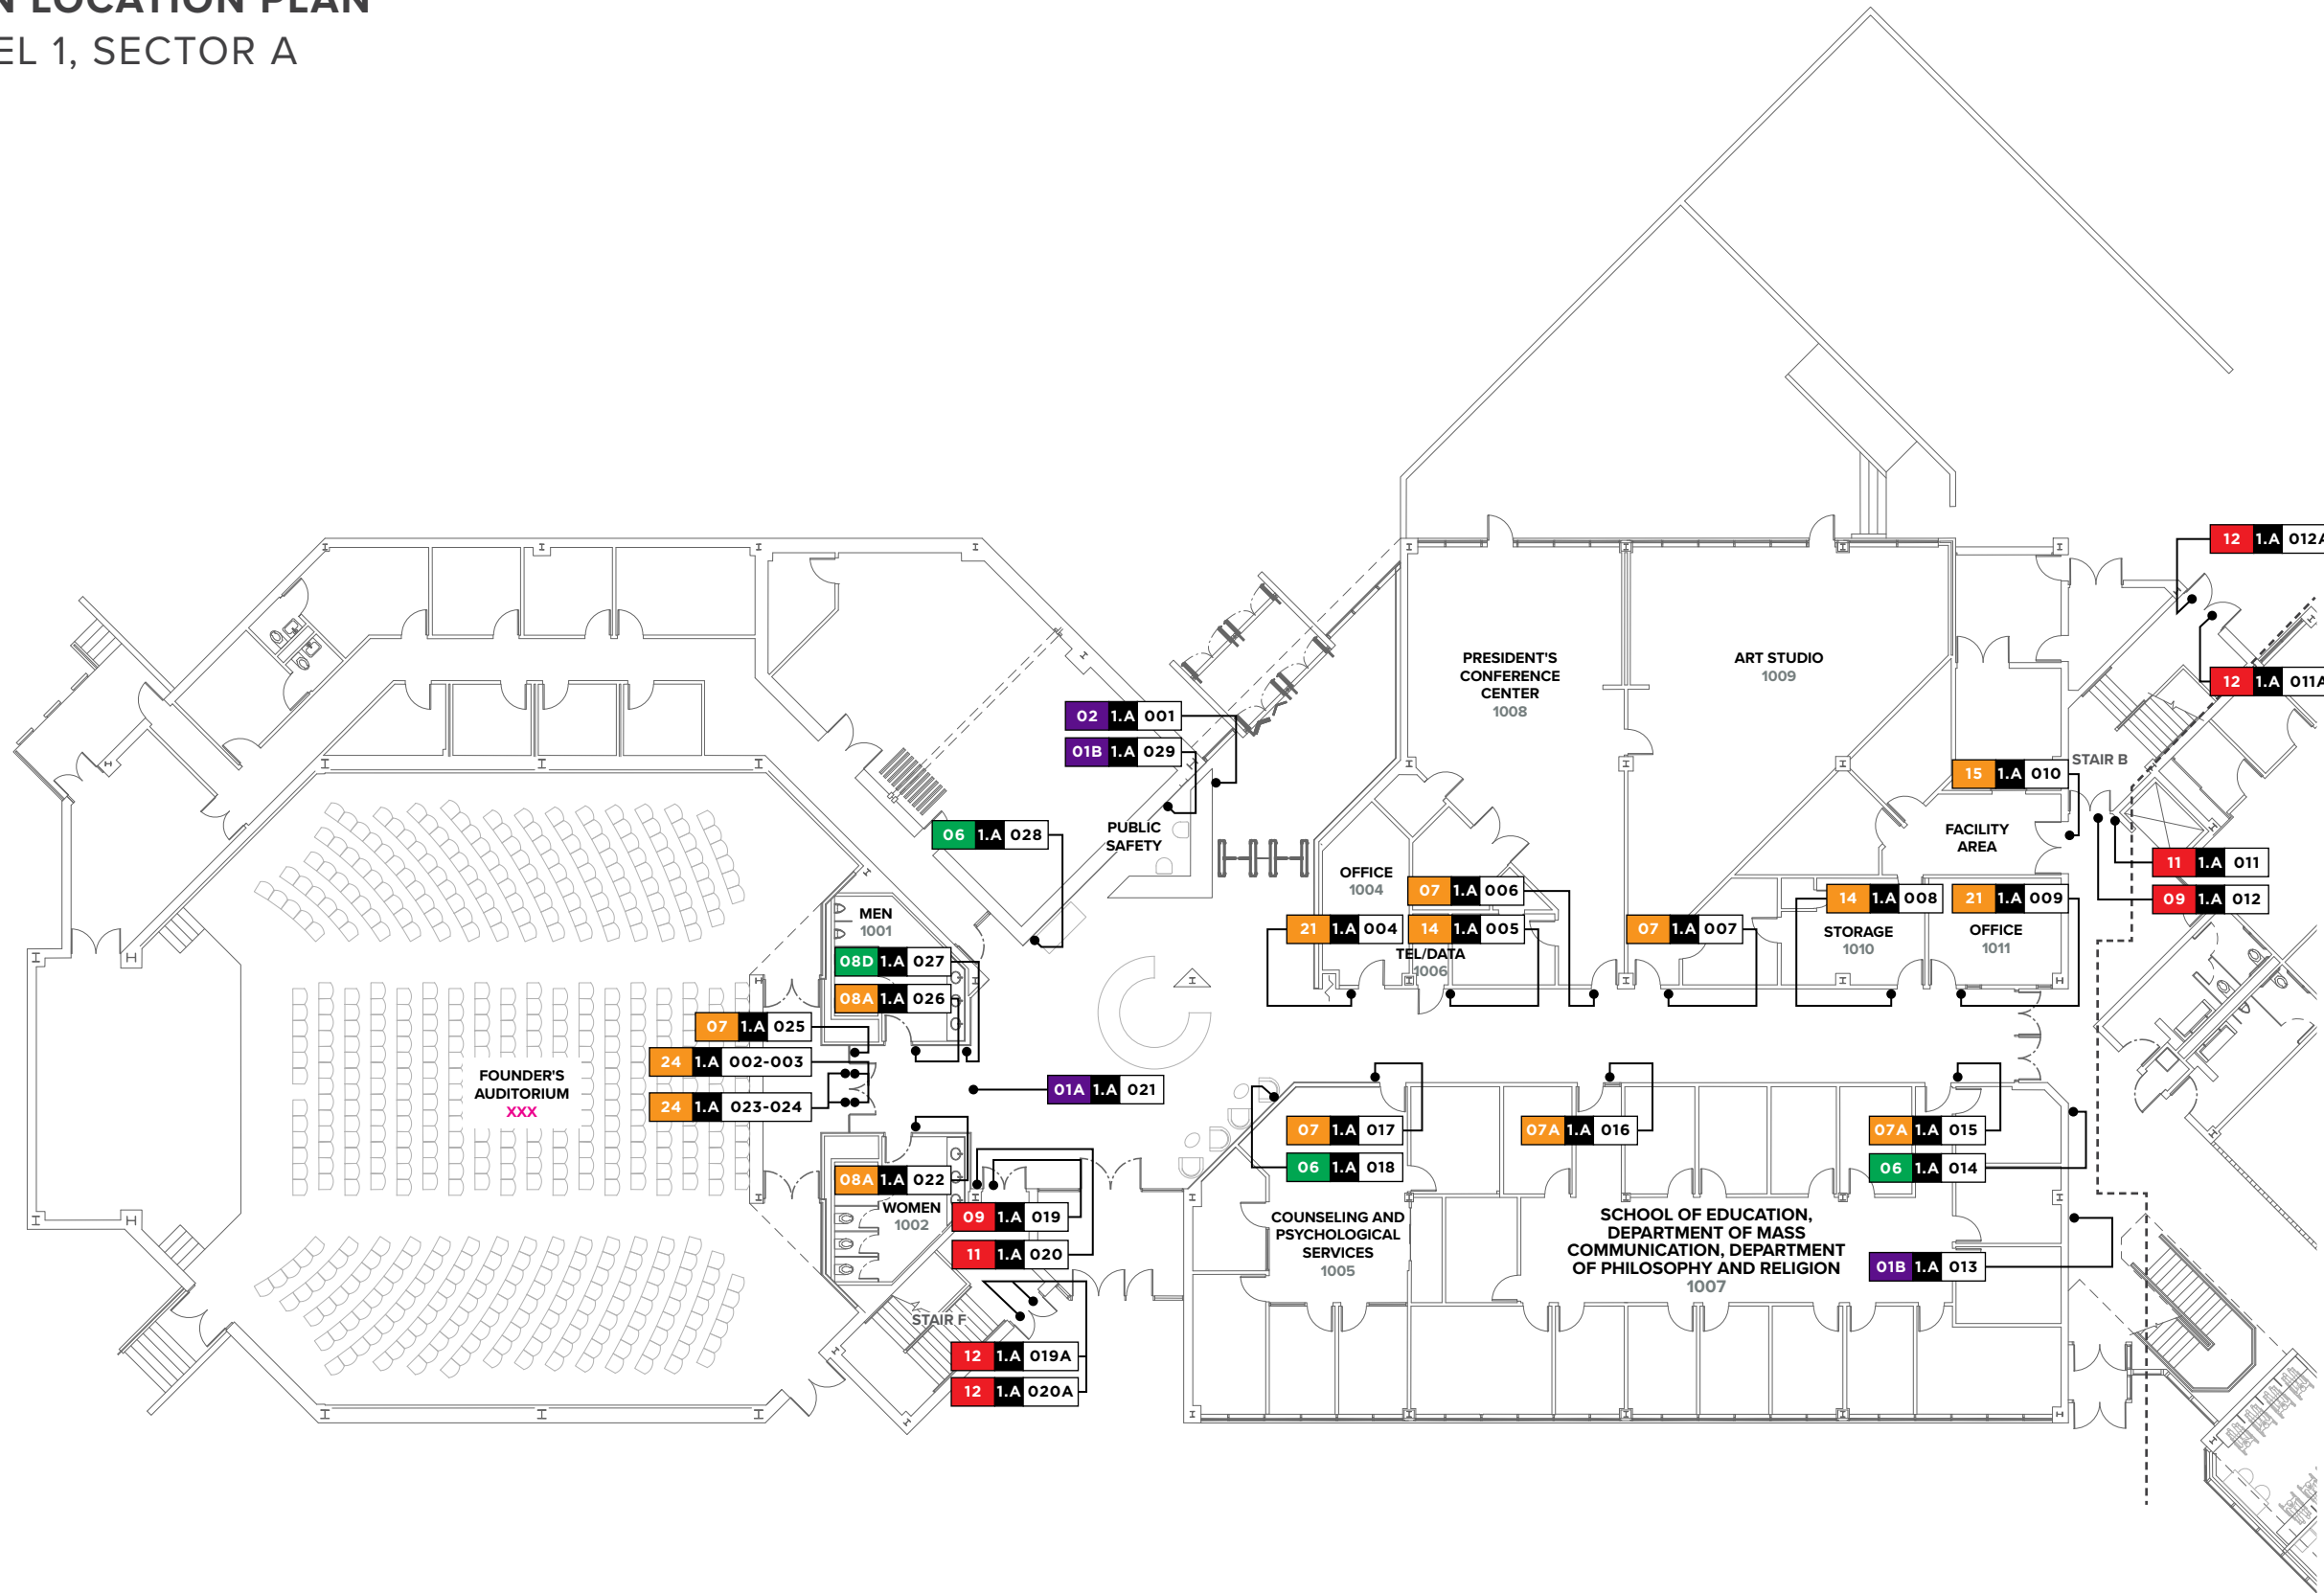 N LOCATION PLAN
EL 1, SECTOR A
12 1.A 012A
PRESIDENT'S
CONFERENCE
CENTER
1008
ART STUDIO
1009
12 1.A 011A
02 1.A 001
01B 1.A 029
STAIR B
15 1.A 010
PUBLIC
SAFETY
06 1.A 028
FACILITY
AREA
11 1.A 011
09 1.A 012
OFFICE
1004
07 1.A 006
14 1.A 008
21 1.A 009
MEN
1001
21 1.A 004
14 1.A 005
07 1.A 007
STORAGE
1010
OFFICE
1011
TEL/DATA
1006
08D 1.A 027
08A 1.A 026
07 1.A 025
24 1.A 002-003
24 1.A 023-024
FOUNDER'S
AUDITORIUM
XXX
01A 1.A 021
07 1.A 017
06 1.A 018
07A 1.A 016
07A 1.A 015
06 1.A 014
08A 1.A 022
WOMEN
1002
09 1.A 019
11 1.A 020
COUNSELING AND
PSYCHOLOGICAL
SERVICES
1005
SCHOOL OF EDUCATION,
DEPARTMENT OF MASS
COMMUNICATION, DEPARTMENT
OF PHILOSOPHY AND RELIGION
1007
01B 1.A 013
STAIR F
12 1.A 019A
12 1.A 020A